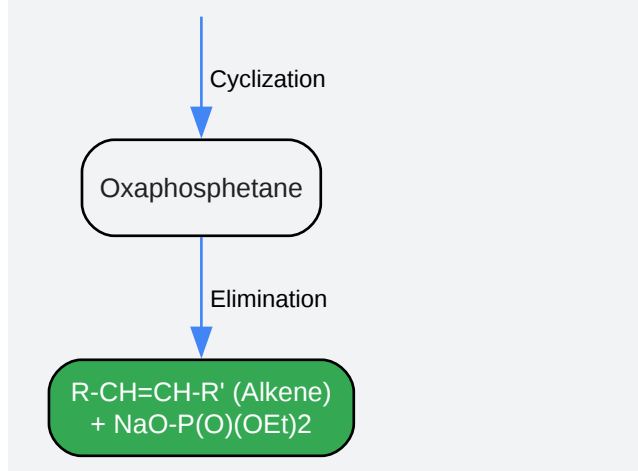 Cyclization
Oxaphosphetane
Elimination
R-CH=CH-R' (Alkene)
+ NaO-P(O)(OEt)2